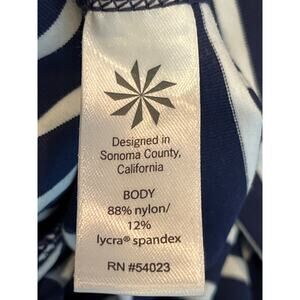 Designed in
Sonoma County,
California
BODY
88% nylon/
12%
lycra® spandex
RN #54023